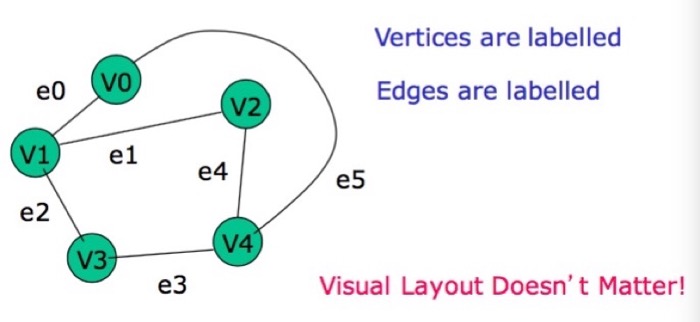 Vertices are labelled
Edges are labelled
V0
e0
V2
V1
e1
e4
e5
e2
V4
V3
e3
Visual Layout Doesn't Matter!